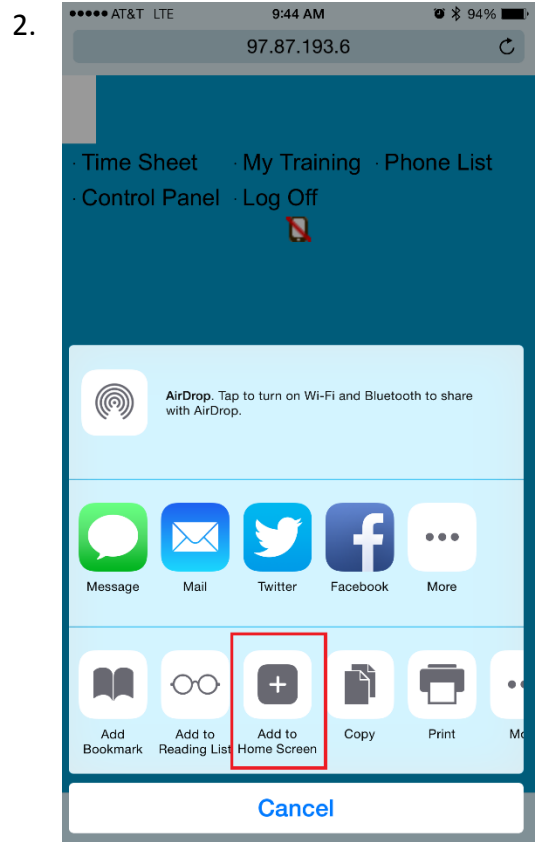 2.
AT&T LTE 9:44 AM 94%
97.87.193.6
· Time Sheet · My Training · Phone List
· Control Panel · Log Off
AirDrop. Tap to turn on Wi-Fi and Bluetooth to share
with AirDrop.
Message Mail Twitter Facebook More
Add Bookmark Add to Reading List Add to Home Screen Copy Print Mo
Cancel